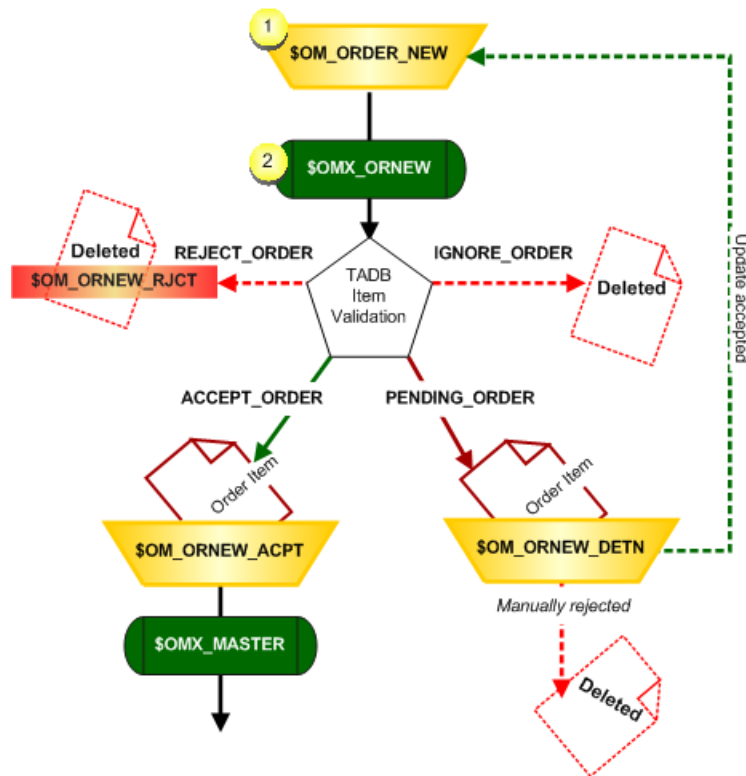 1
$OM_ORDER_NEW
2
$OMX_ORNEW
Deleted
REJECT_ORDER
IGNORE_ORDER
$OM_ORNEW_RJCT
TADB
Item
Validation
Deleted
Update accepted
ACCEPT_ORDER
PENDING_ORDER
Order Item
Order Item
$OM_ORNEW_ACPT
$OM_ORNEW_DETN
Manually rejected
$OMX_MASTER
Deleted